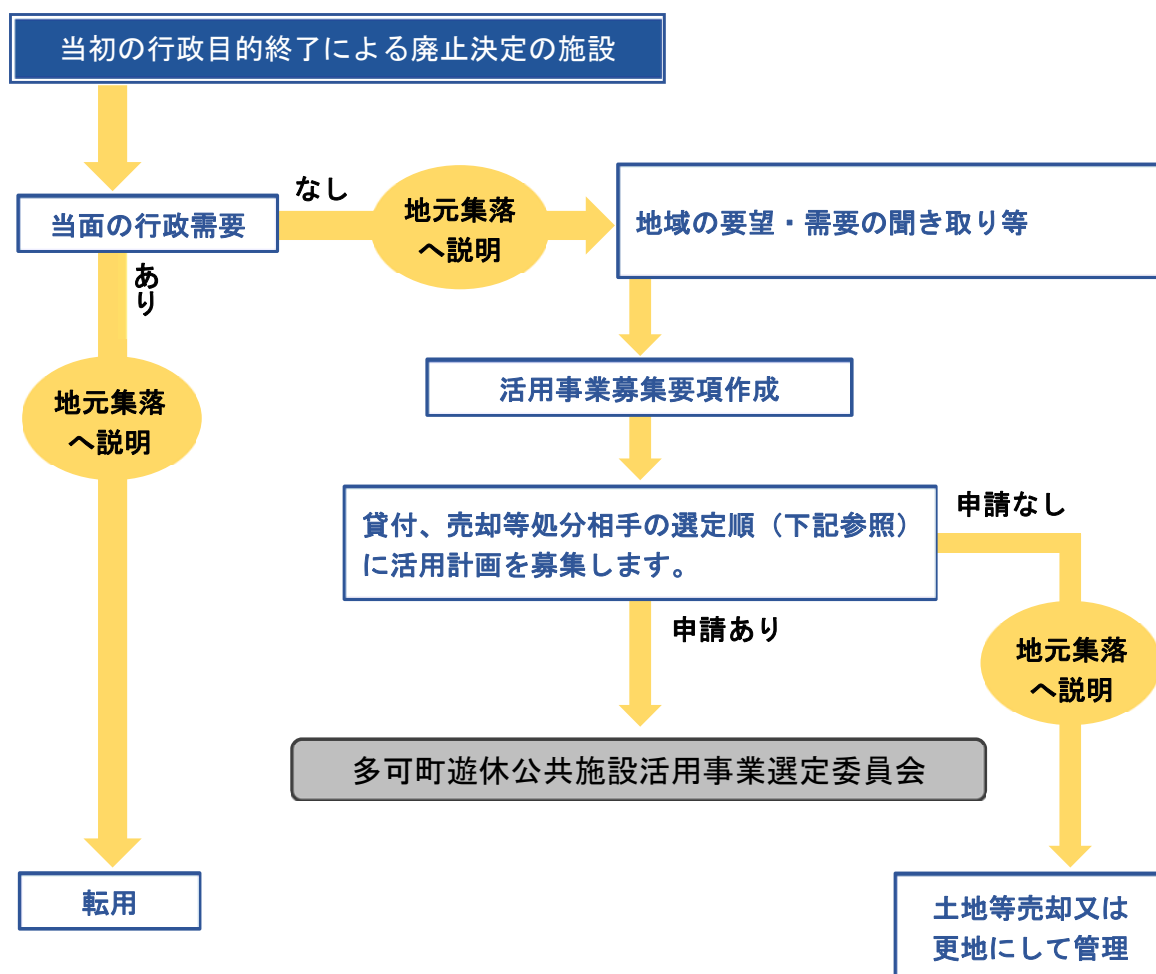 当初の行政目的終了による廃止決定の施設
当面の行政需要
なし
地元集落
へ説明
地域の要望・需要の聞き取り等
あり
地元集落
へ説明
活用事業募集要項作成
貸付、売却等処分相手の選定順（下記参照）
に活用計画を募集します。
申請なし
申請あり
地元集落
へ説明
多可町遊休公共施設活用事業選定委員会
転用
土地等売却又は
更地にして管理